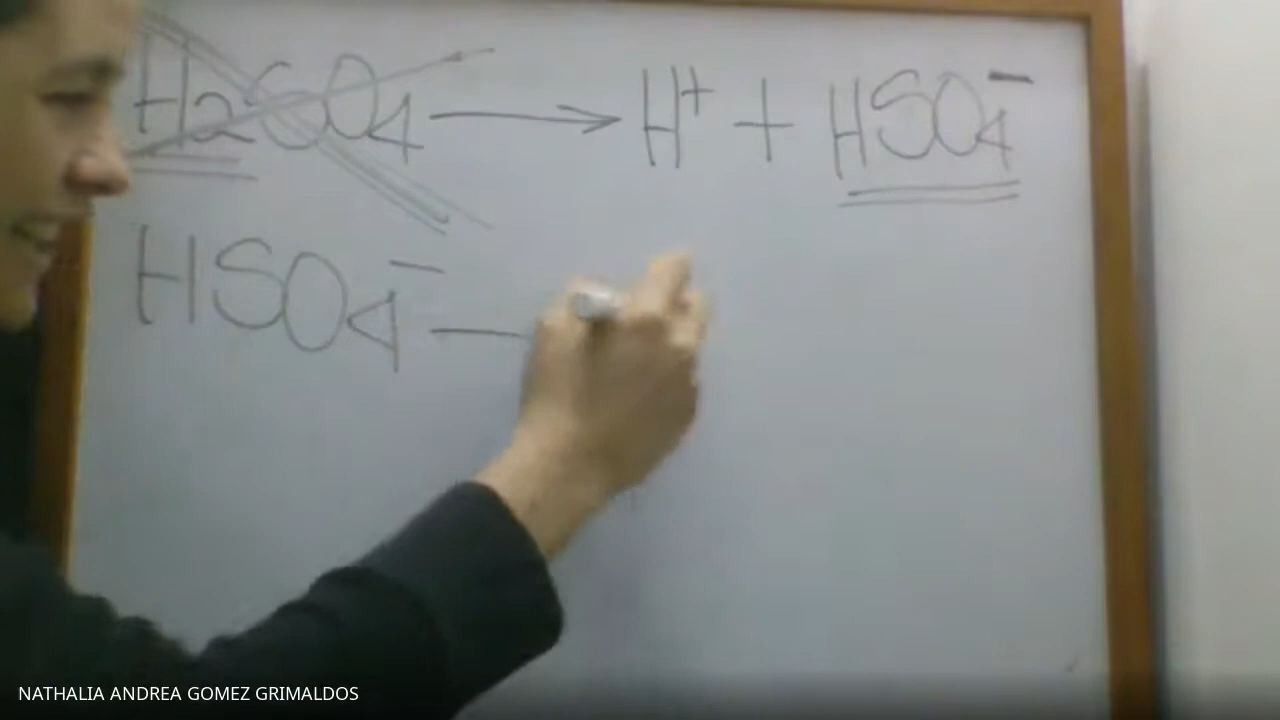 H₂SO₄ → H⁺ + HSO₄⁻
HSO₄⁻ —
NATHALIA ANDREA GOMEZ GRIMALDOS